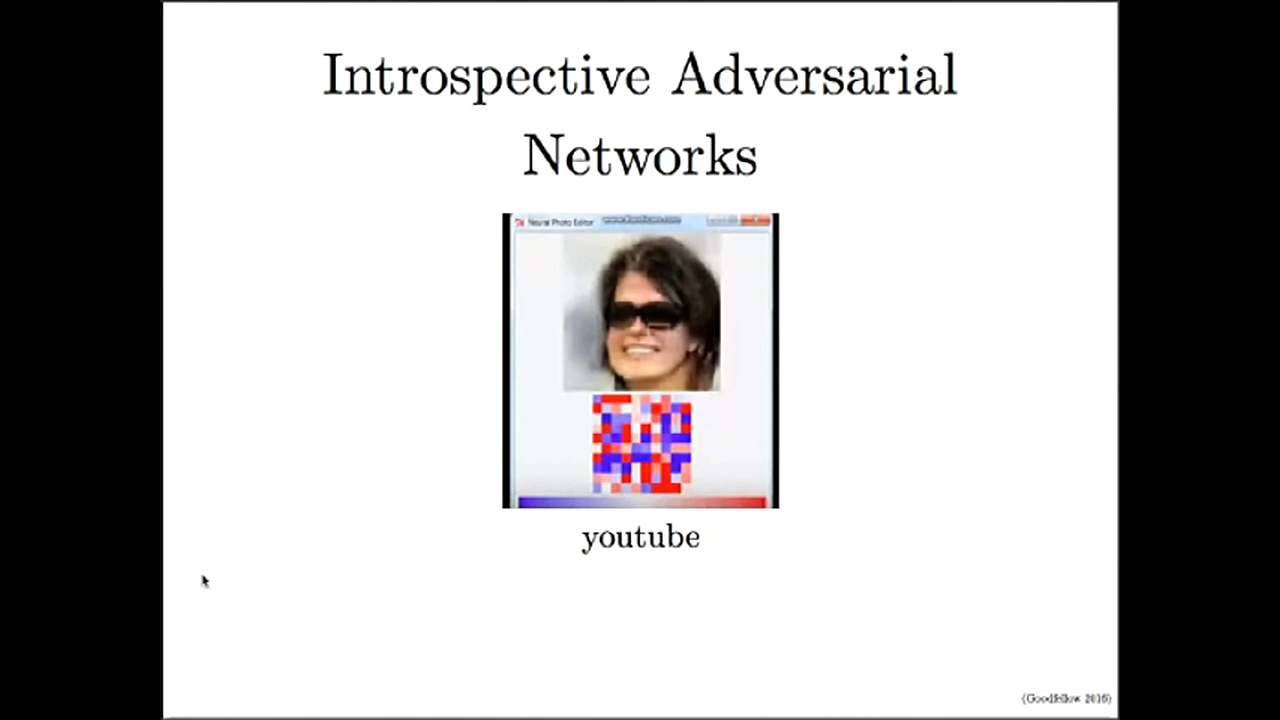 Introspective Adversarial
Networks
Neural Photo Editor
youtube
(Goodfellow 2016)